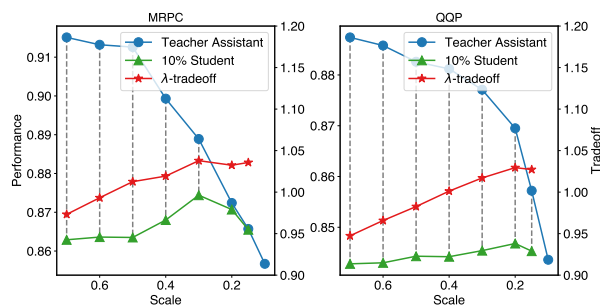 MRPC
QQP
Teacher Assistant
10% Student
λ-tradeoff
Teacher Assistant
10% Student
λ-tradeoff
Performance
0.91
0.90
0.89
0.88
0.87
0.86
1.20
1.15
1.10
1.05
1.00
0.95
0.90
0.88
0.87
0.86
0.85
1.20
1.15
1.10
1.05
1.00
0.95
0.90
Tradeoff
0.6
0.4
0.2
0.6
0.4
0.2
Scale
Scale